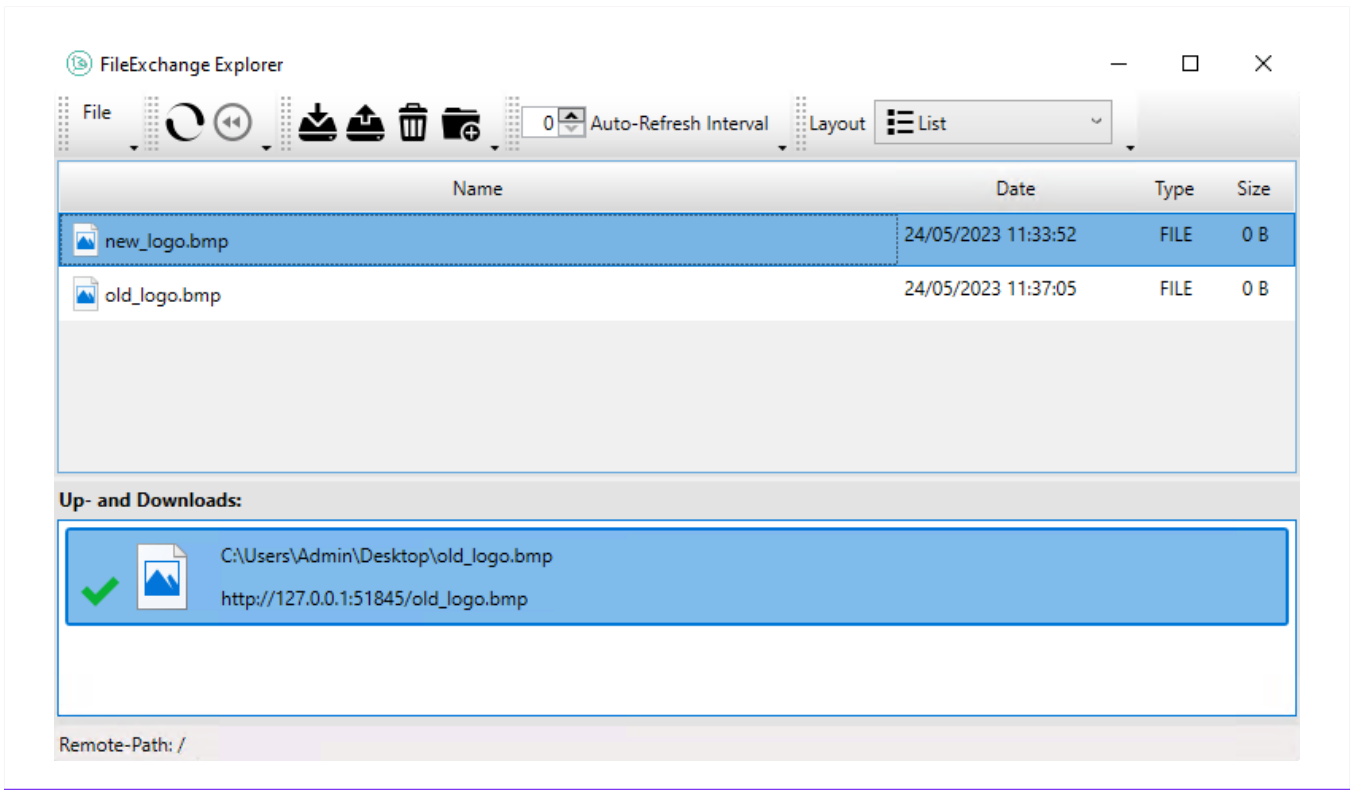 FileExchange Explorer
File
0 Auto-Refresh Interval Layout List
Name Date Type Size
new_logo.bmp 24/05/2023 11:33:52 FILE 0 B
old_logo.bmp 24/05/2023 11:37:05 FILE 0 B
Up- and Downloads:
C:\Users\Admin\Desktop\old_logo.bmp
http://127.0.0.1:51845/old_logo.bmp
Remote-Path: /